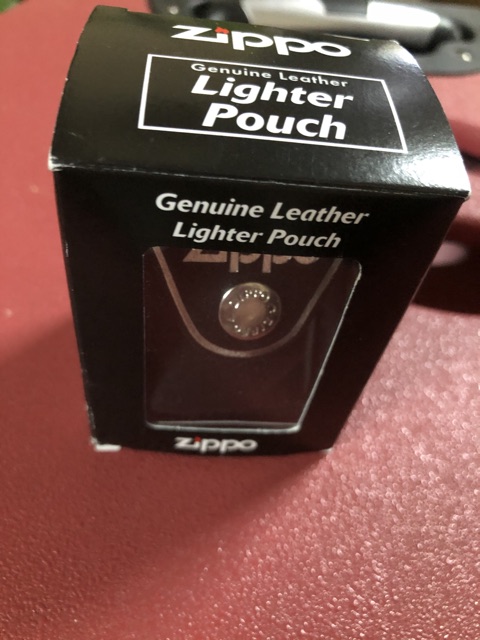 Zippo
Genuine Leather
Lighter
Pouch
Genuine Leather
Lighter Pouch
Zippo
Zippo